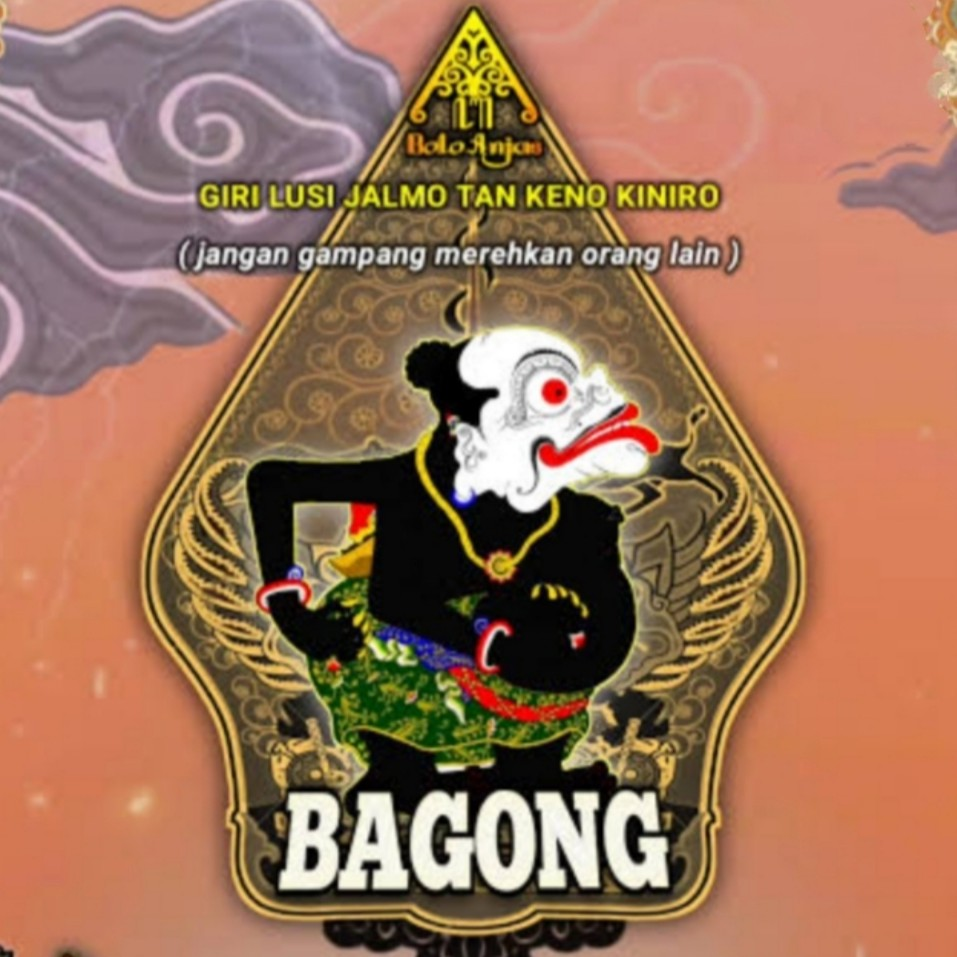 Bolo Anjas
GIRI LUSI JALMO TAN KENO KINIRO
( jangan gampang merehkan orang lain )
BAGONG